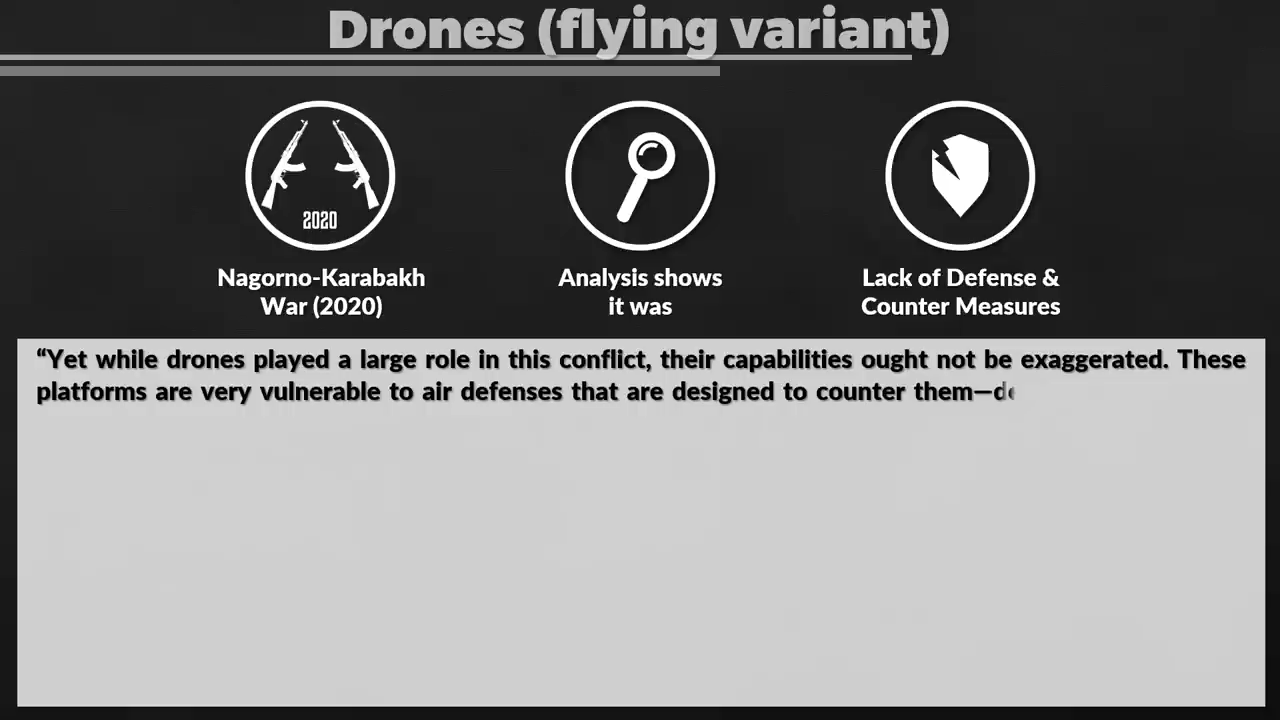 Drones (flying variant)
2020
Nagorno-Karabakh
War (2020)
Analysis shows
it was
Lack of Defense &
Counter Measures
“Yet while drones played a large role in this conflict, their capabilities ought not be exaggerated. These
platforms are very vulnerable to air defenses that are designed to counter them—